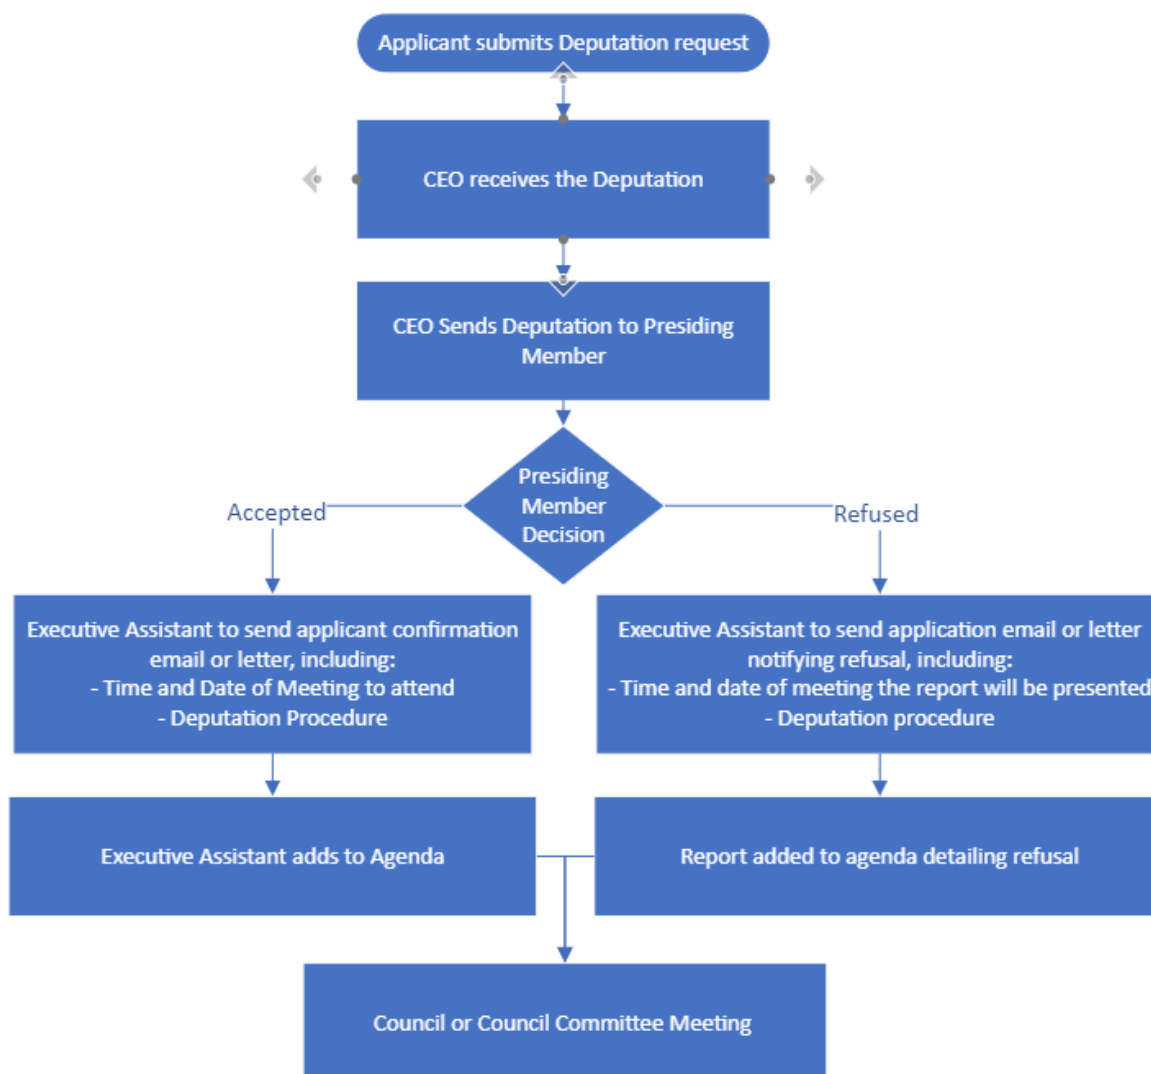 Applicant submits Deputation request
CEO receives the Deputation
CEO Sends Deputation to Presiding
Member
Presiding
Member
Decision
Accepted
Refused
Executive Assistant to send applicant confirmation
email or letter, including:
- Time and Date of Meeting to attend
- Deputation Procedure
Executive Assistant to send application email or letter
notifying refusal, including:
- Time and date of meeting the report will be presented
- Deputation procedure
Executive Assistant adds to Agenda
Report added to agenda detailing refusal
Council or Council Committee Meeting